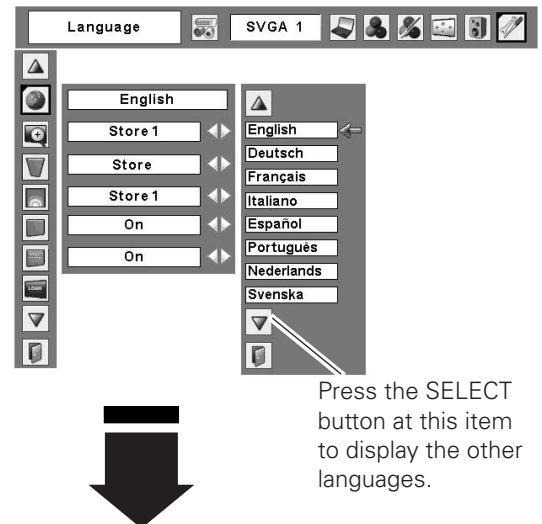 Language
SVGA 1
English
Store 1
Store
Store 1
On
On
English
Deutsch
Français
Italiano
Español
Português
Nederlands
Svenska
LOGO
Press the SELECT
button at this item
to display the other
languages.